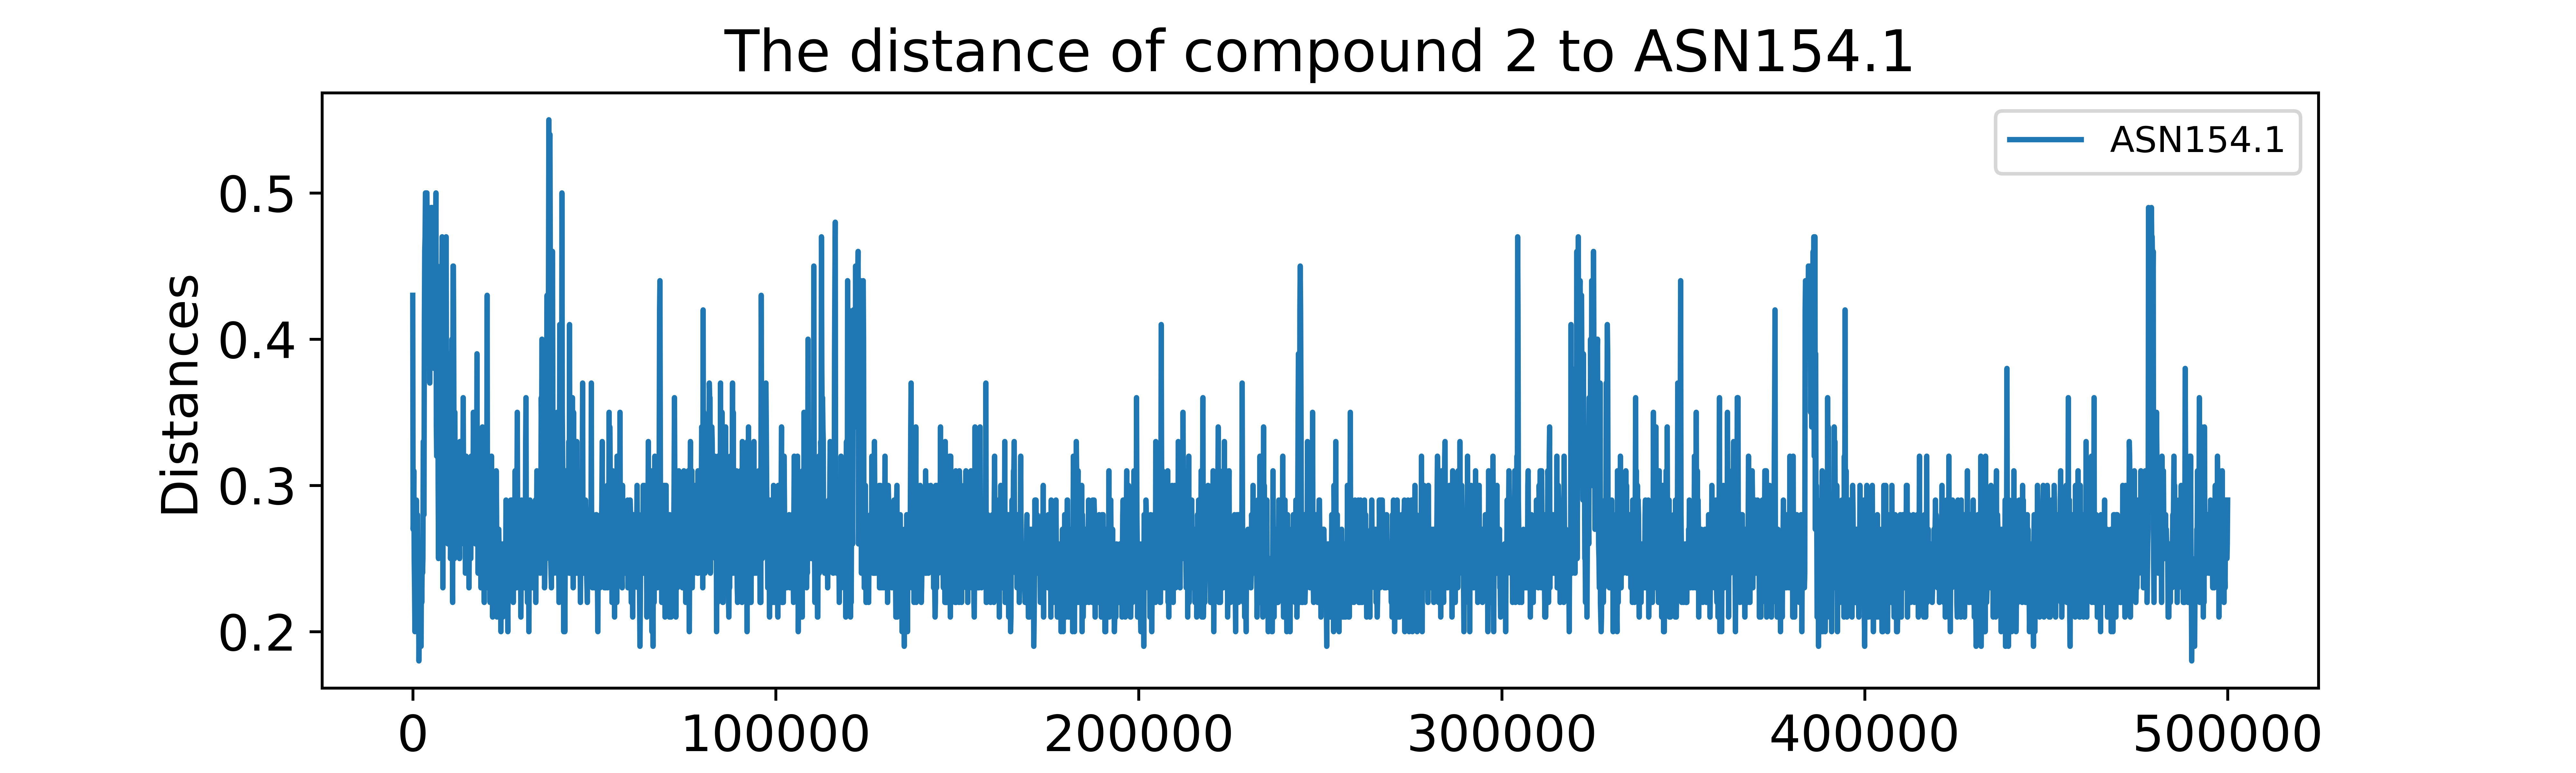 The distance of compound 2 to ASN154.1
ASN154.1
Distances
0.5
0.4
0.3
0.2
0 100000 200000 300000 400000 500000